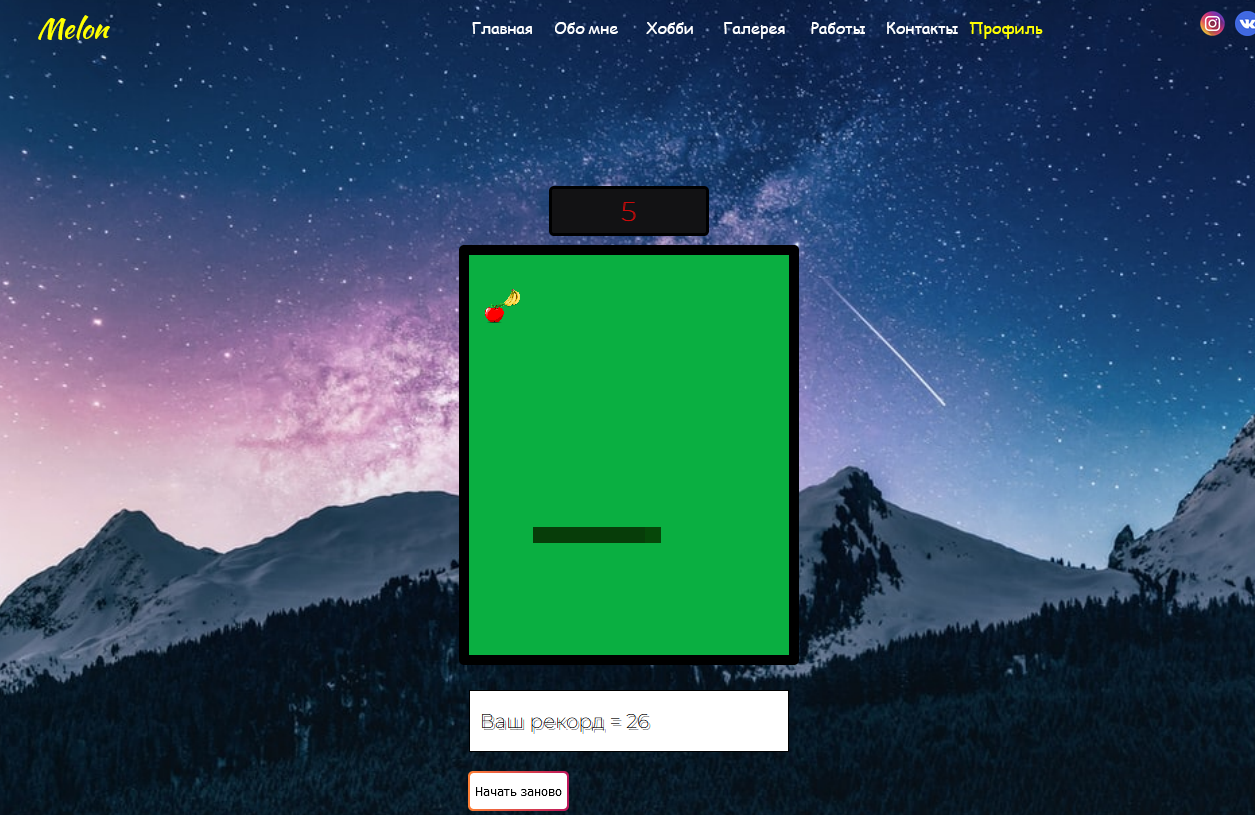 Melon
Главная Обо мне Хобби Галерея Работы Контакты Профиль
5
Ваш рекорд = 26
Начать заново